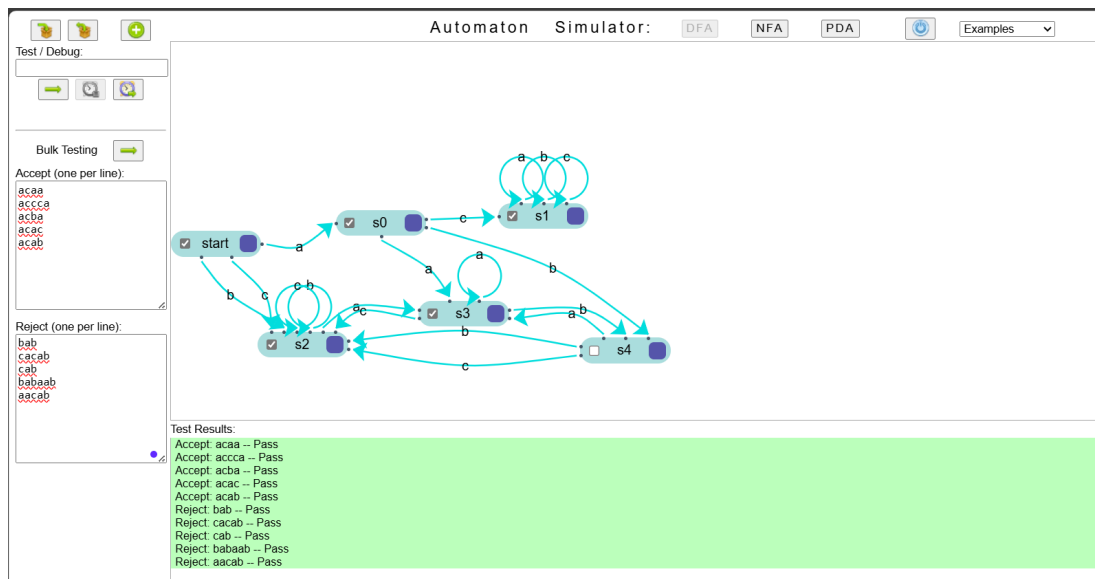 Automaton Simulator: DFA NFA PDA Examples
Test / Debug:
Bulk Testing
Accept (one per line):
acaa
accca
acba
acac
acab
Reject (one per line):
bab
cacab
cab
babaab
aacab
a b c
s0 c s1
start a
a a b
b c c b a c s3 b a
s2 b s4
c
Test Results:
Accept: acaa -- Pass
Accept: accca -- Pass
Accept: acba -- Pass
Accept: acac -- Pass
Accept: acab -- Pass
Reject: bab -- Pass
Reject: cacab -- Pass
Reject: cab -- Pass
Reject: babaab -- Pass
Reject: aacab -- Pass